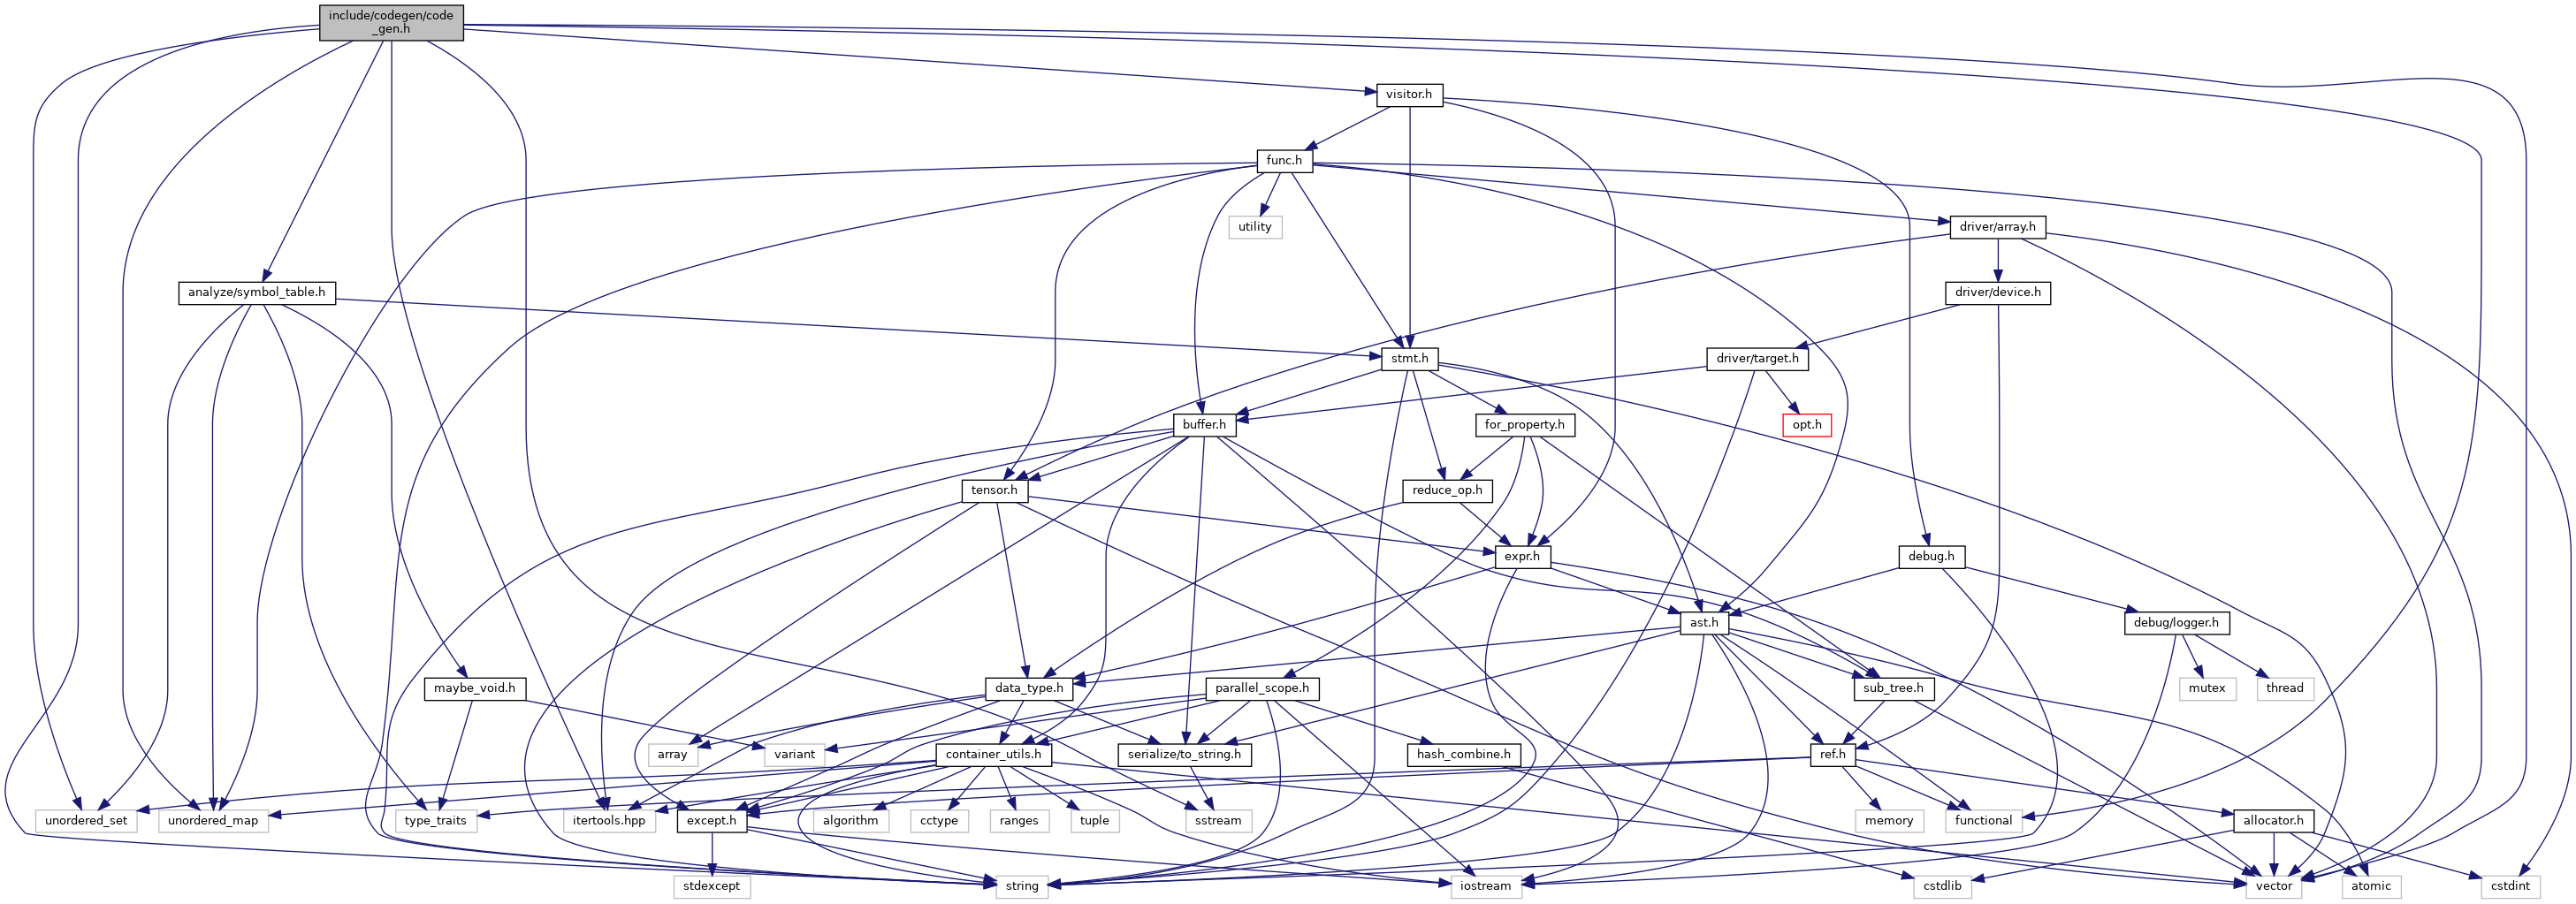 include/codegen/code
_gen.h
visitor.h
func.h
utility
driver/array.h
analyze/symbol_table.h
driver/device.h
stmt.h
driver/target.h
buffer.h
for_property.h
opt.h
tensor.h
reduce_op.h
expr.h
debug.h
ast.h
debug/logger.h
maybe_void.h
data_type.h
parallel_scope.h
sub_tree.h
mutex
thread
array
variant
container_utils.h
serialize/to_string.h
hash_combine.h
ref.h
unordered_set
unordered_map
type_traits
itertools.hpp
except.h
algorithm
cctype
ranges
tuple
sstream
memory
functional
allocator.h
stdexcept
string
iostream
cstdlib
vector
atomic
cstdint